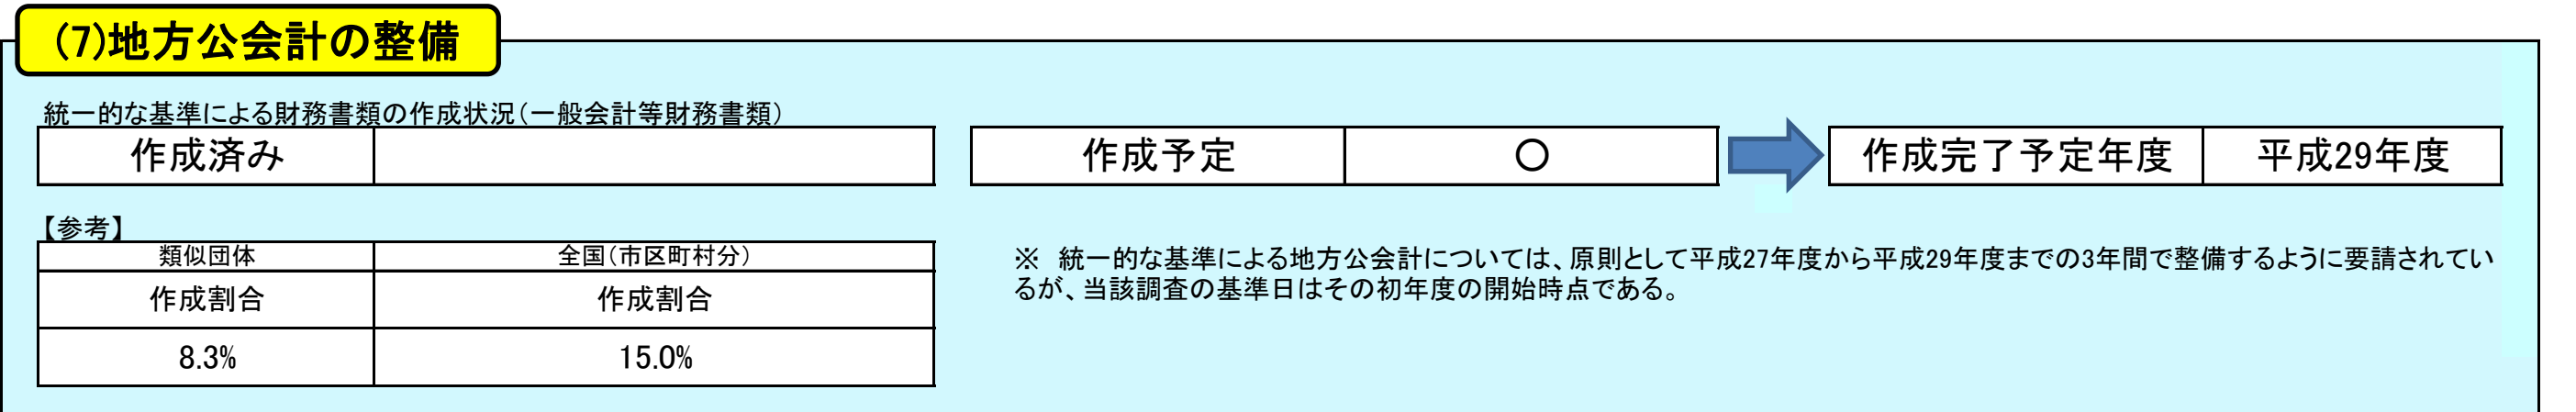 (7)地方公会計の整備
統一的な基準による財務書類の作成状況(一般会計等財務書類)
作成済み
作成予定 〇
作成完了予定年度 平成29年度
【参考】
類似団体 全国(市区町村分)
作成割合 作成割合
8.3% 15.0%
※ 統一的な基準による地方公会計については、原則として平成27年度から平成29年度までの3年間で整備するように要請されてい
るが、当該調査の基準日はその初年度の開始時点である。